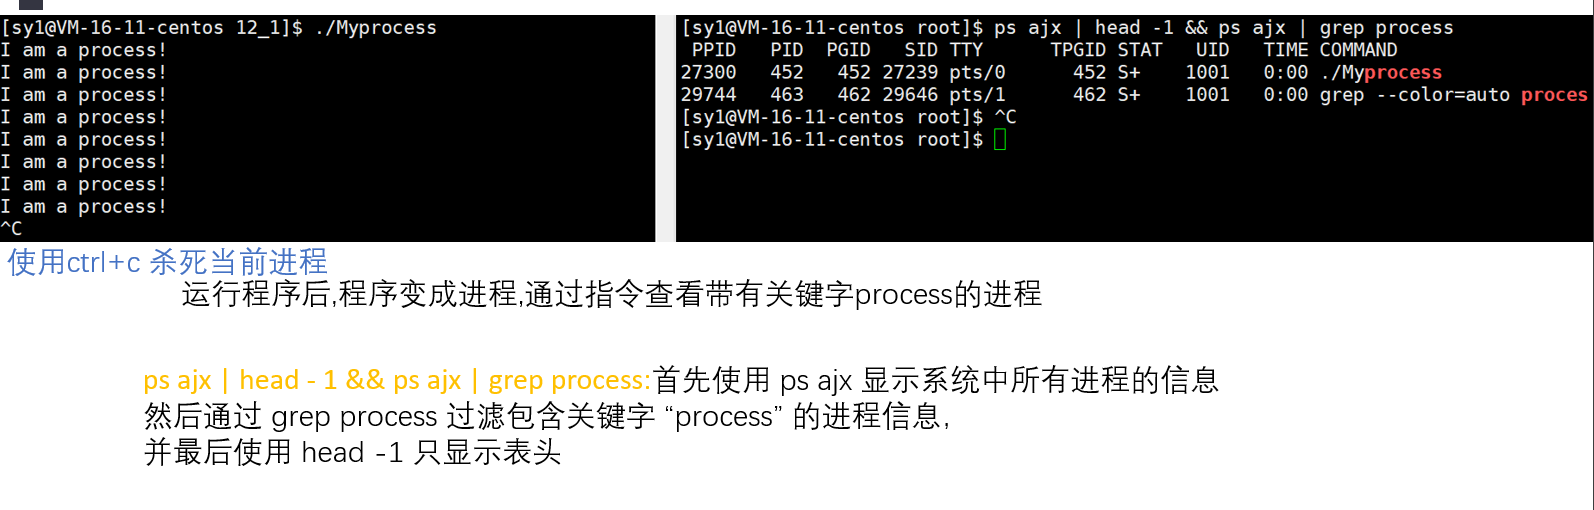 [sy1@VM-16-11-centos 12_1]$ ./Myprocess
I am a process!
I am a process!
I am a process!
I am a process!
I am a process!
I am a process!
I am a process!
I am a process!
^C
[sy1@VM-16-11-centos root]$ ps ajx | head -1 && ps ajx | grep process
PPID PID PGID SID TTY TPGID STAT UID TIME COMMAND
27300 452 452 27239 pts/0 452 S+ 1001 0:00 ./Myprocess
29744 463 462 29646 pts/1 462 S+ 1001 0:00 grep --color=auto proces
[sy1@VM-16-11-centos root]$ ^C
[sy1@VM-16-11-centos root]$
使用ctrl+c 杀死当前进程
运行程序后,程序变成进程,通过指令查看带有关键字process的进程
ps ajx | head - 1 && ps ajx | grep process:首先使用 ps ajx 显示系统中所有进程的信息
然后通过 grep process 过滤包含关键字 “process” 的进程信息,
并最后使用 head -1 只显示表头